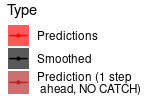 Type
Predictions
Smoothed
Prediction (1 step
ahead, NO CATCH)